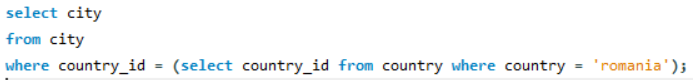 select city
from city
where country_id = (select country_id from country where country = 'romania');